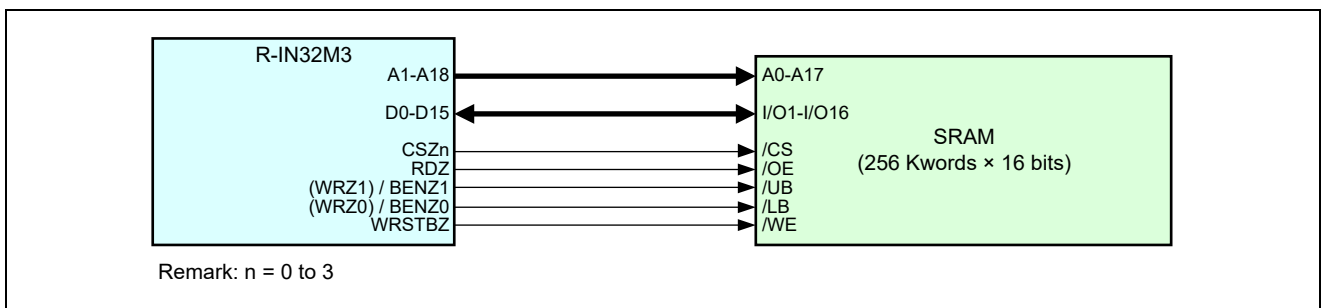 R-IN32M3
A1-A18
A0-A17
D0-D15
I/O1-I/O16
SRAM
(256 Kwords × 16 bits)
CSZn
/CS
RDZ
/OE
(WRZ1) / BENZ1
/UB
(WRZ0) / BENZ0
/LB
WRSTBZ
/WE
Remark: n = 0 to 3